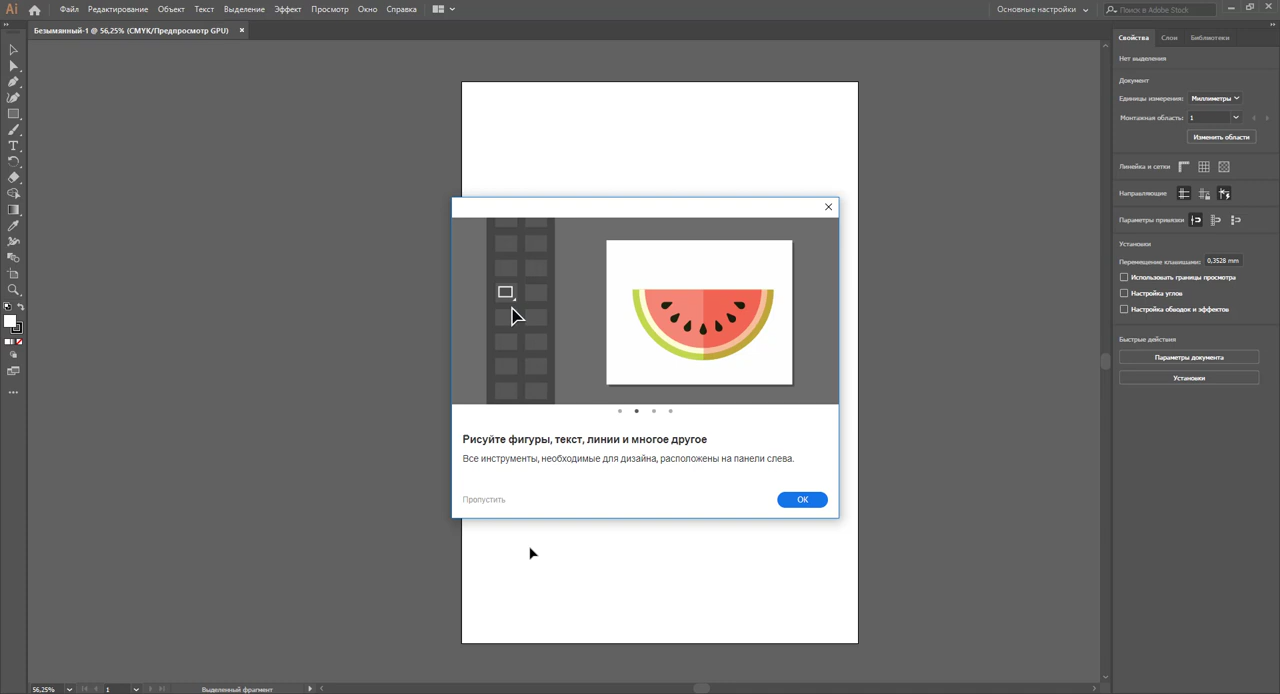 Ai Файл Редактирование Объект Текст Выделение Эффект Просмотр Окно Справка Основные настройки Поиск в Adobe Stock
Безымянный-1 @ 56,25% (CMYK/Предпросмотр GPU) ×
Свойства Слои Библиотеки
Нет выделения
Документ
Единицы измерения: Миллиметры
Монтажная область: 1
Изменить области
Линейка и сетки
Направляющие
Параметры привязки
Установки
Перемещение клавишами: 0,3528 mm
Использовать границы просмотра
Настройка углов
Настройка обводок и эффектов
Быстрые действия
Параметры документа
Установки
Рисуйте фигуры, текст, линии и многое другое
Все инструменты, необходимые для дизайна, расположены на панели слева.
Пропустить OK
56,25% 1 Выделенный фрагмент